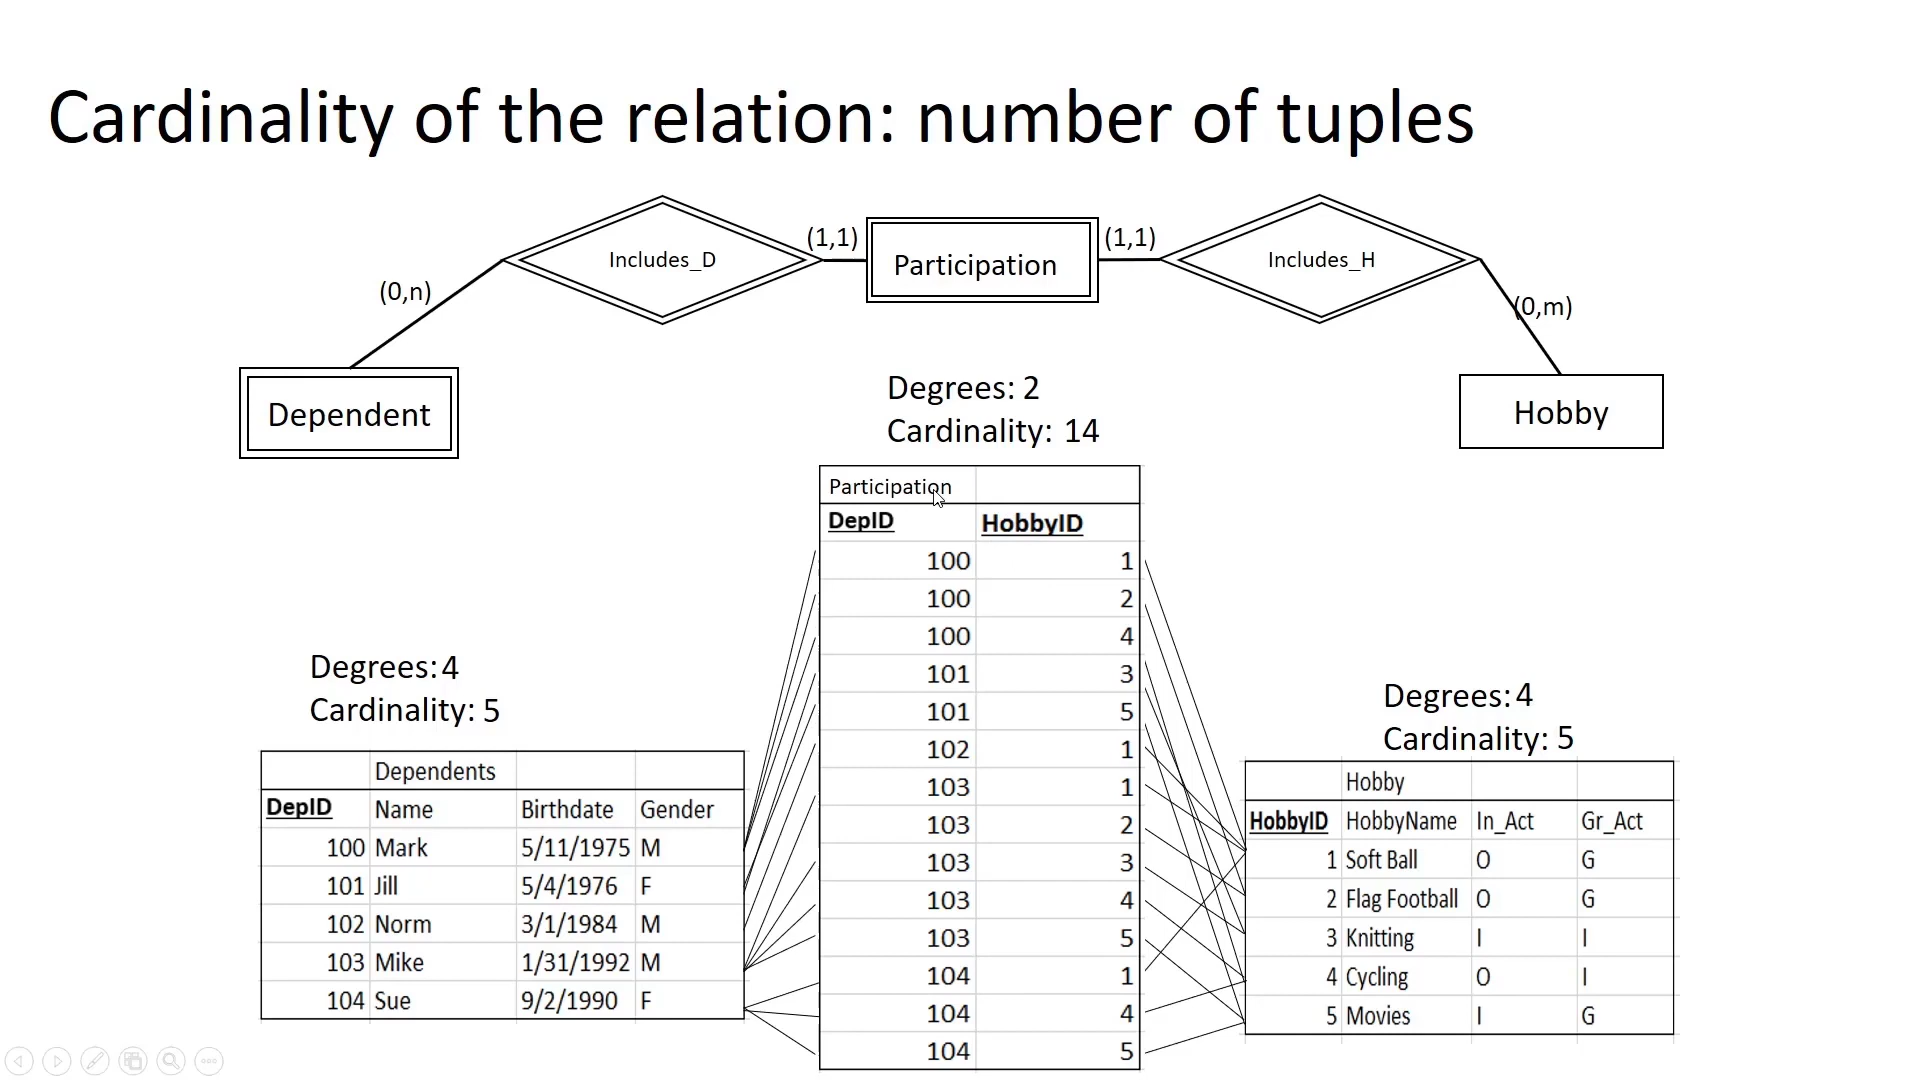 Cardinality of the relation: number of tuples
Includes_D
(1,1)
Participation
(1,1)
Includes_H
(0,n)
(0,m)
Dependent
Hobby
Degrees: 2
Cardinality: 14
Participation
DepID HobbyID
100 1
100 2
100 4
101 3
101 5
102 1
103 1
103 2
103 3
103 4
103 5
104 1
104 4
104 5
Degrees: 4
Cardinality: 5
Dependents
DepID Name Birthdate Gender
100 Mark 5/11/1975 M
101 Jill 5/4/1976 F
102 Norm 3/1/1984 M
103 Mike 1/31/1992 M
104 Sue 9/2/1990 F
Degrees: 4
Cardinality: 5
Hobby
HobbyID HobbyName In_Act Gr_Act
1 Soft Ball O G
2 Flag Football O G
3 Knitting I I
4 Cycling O I
5 Movies I G